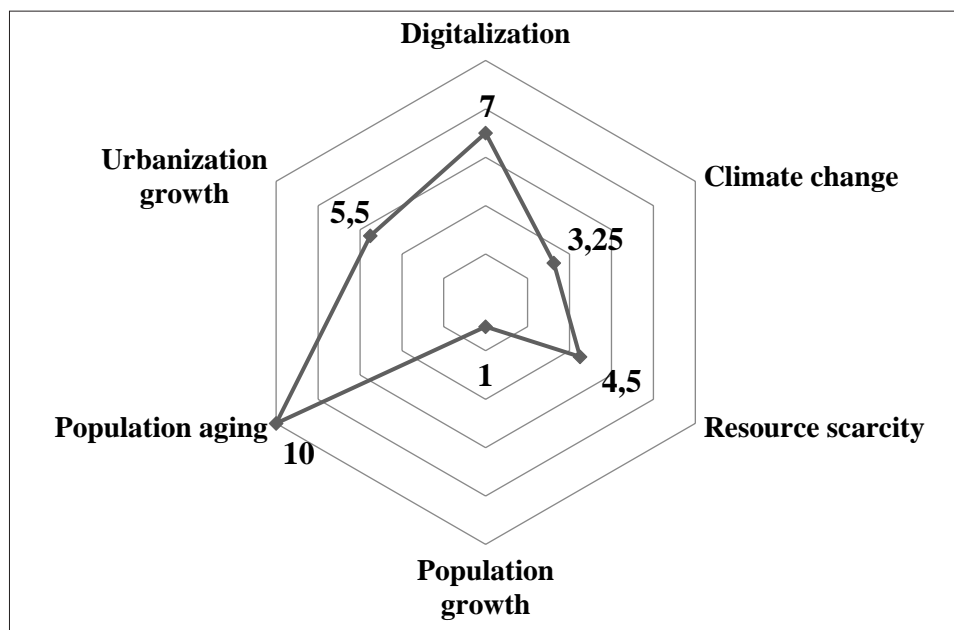 Digitalization
7
Urbanization
growth
Climate change
5,5
3,25
1
4,5
Population aging
10
Resource scarcity
Population
growth